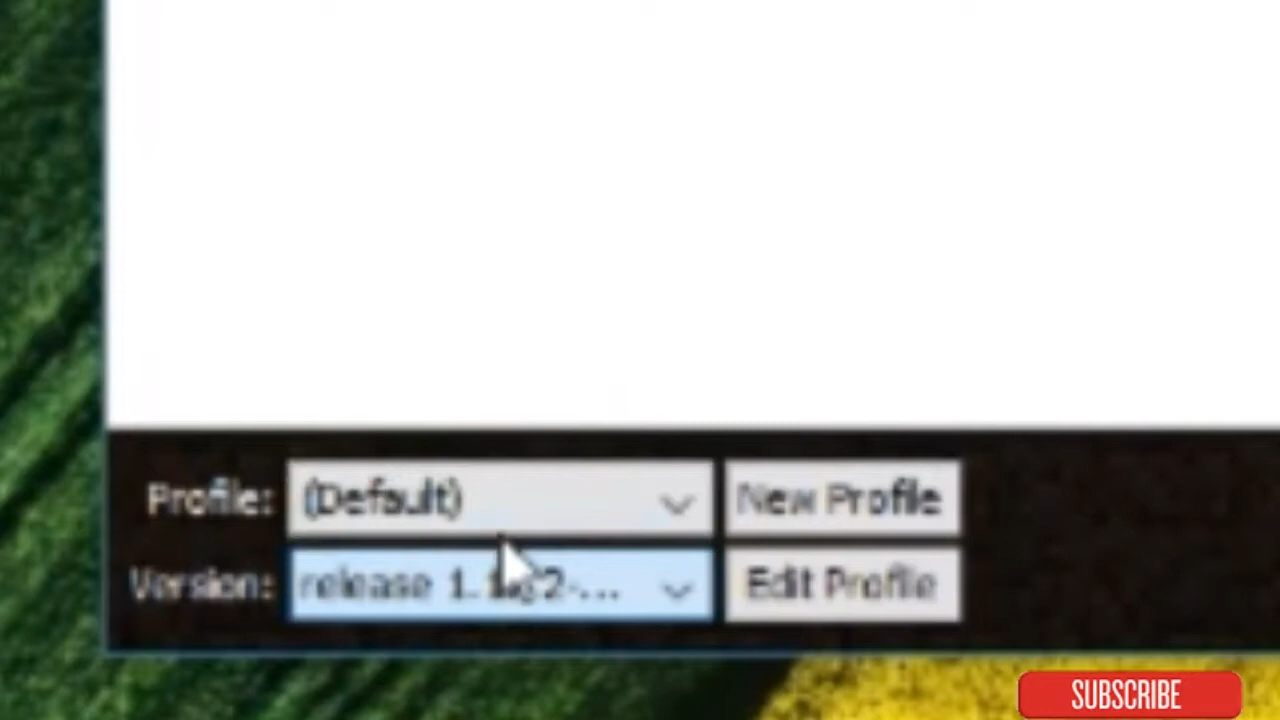 Profile: (Default) New Profile
Version: release Edit Profile
SUBSCRIBE